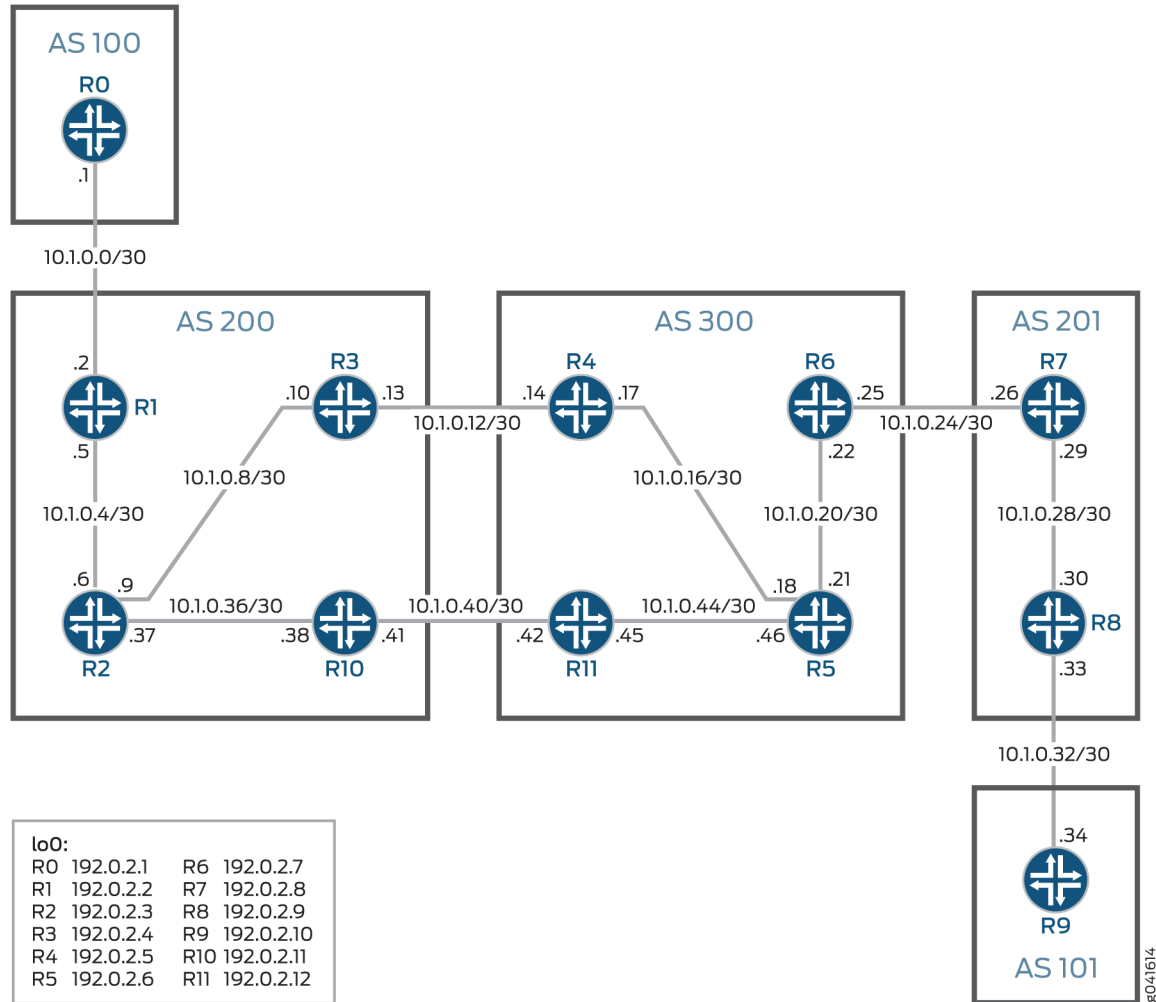 AS 100
R0
.1
10.1.0.0/30
AS 200
AS 300
AS 201
.2
R1
.5
R3
.10
.13
R4
.14
.17
R6
.25
.22
R7
.26
.29
10.1.0.12/30
10.1.0.24/30
10.1.0.8/30
10.1.0.16/30
10.1.0.4/30
10.1.0.20/30
10.1.0.28/30
.6
.9
.18
.21
.30
10.1.0.36/30
10.1.0.40/30
10.1.0.44/30
.37
.38
.41
.42
.45
.46
R8
.33
R2
R10
R11
R5
10.1.0.32/30
.34
R9
AS 101
lo0:
R0 192.0.2.1 R6 192.0.2.7
R1 192.0.2.2 R7 192.0.2.8
R2 192.0.2.3 R8 192.0.2.9
R3 192.0.2.4 R9 192.0.2.10
R4 192.0.2.5 R10 192.0.2.11
R5 192.0.2.6 R11 192.0.2.12
g041614